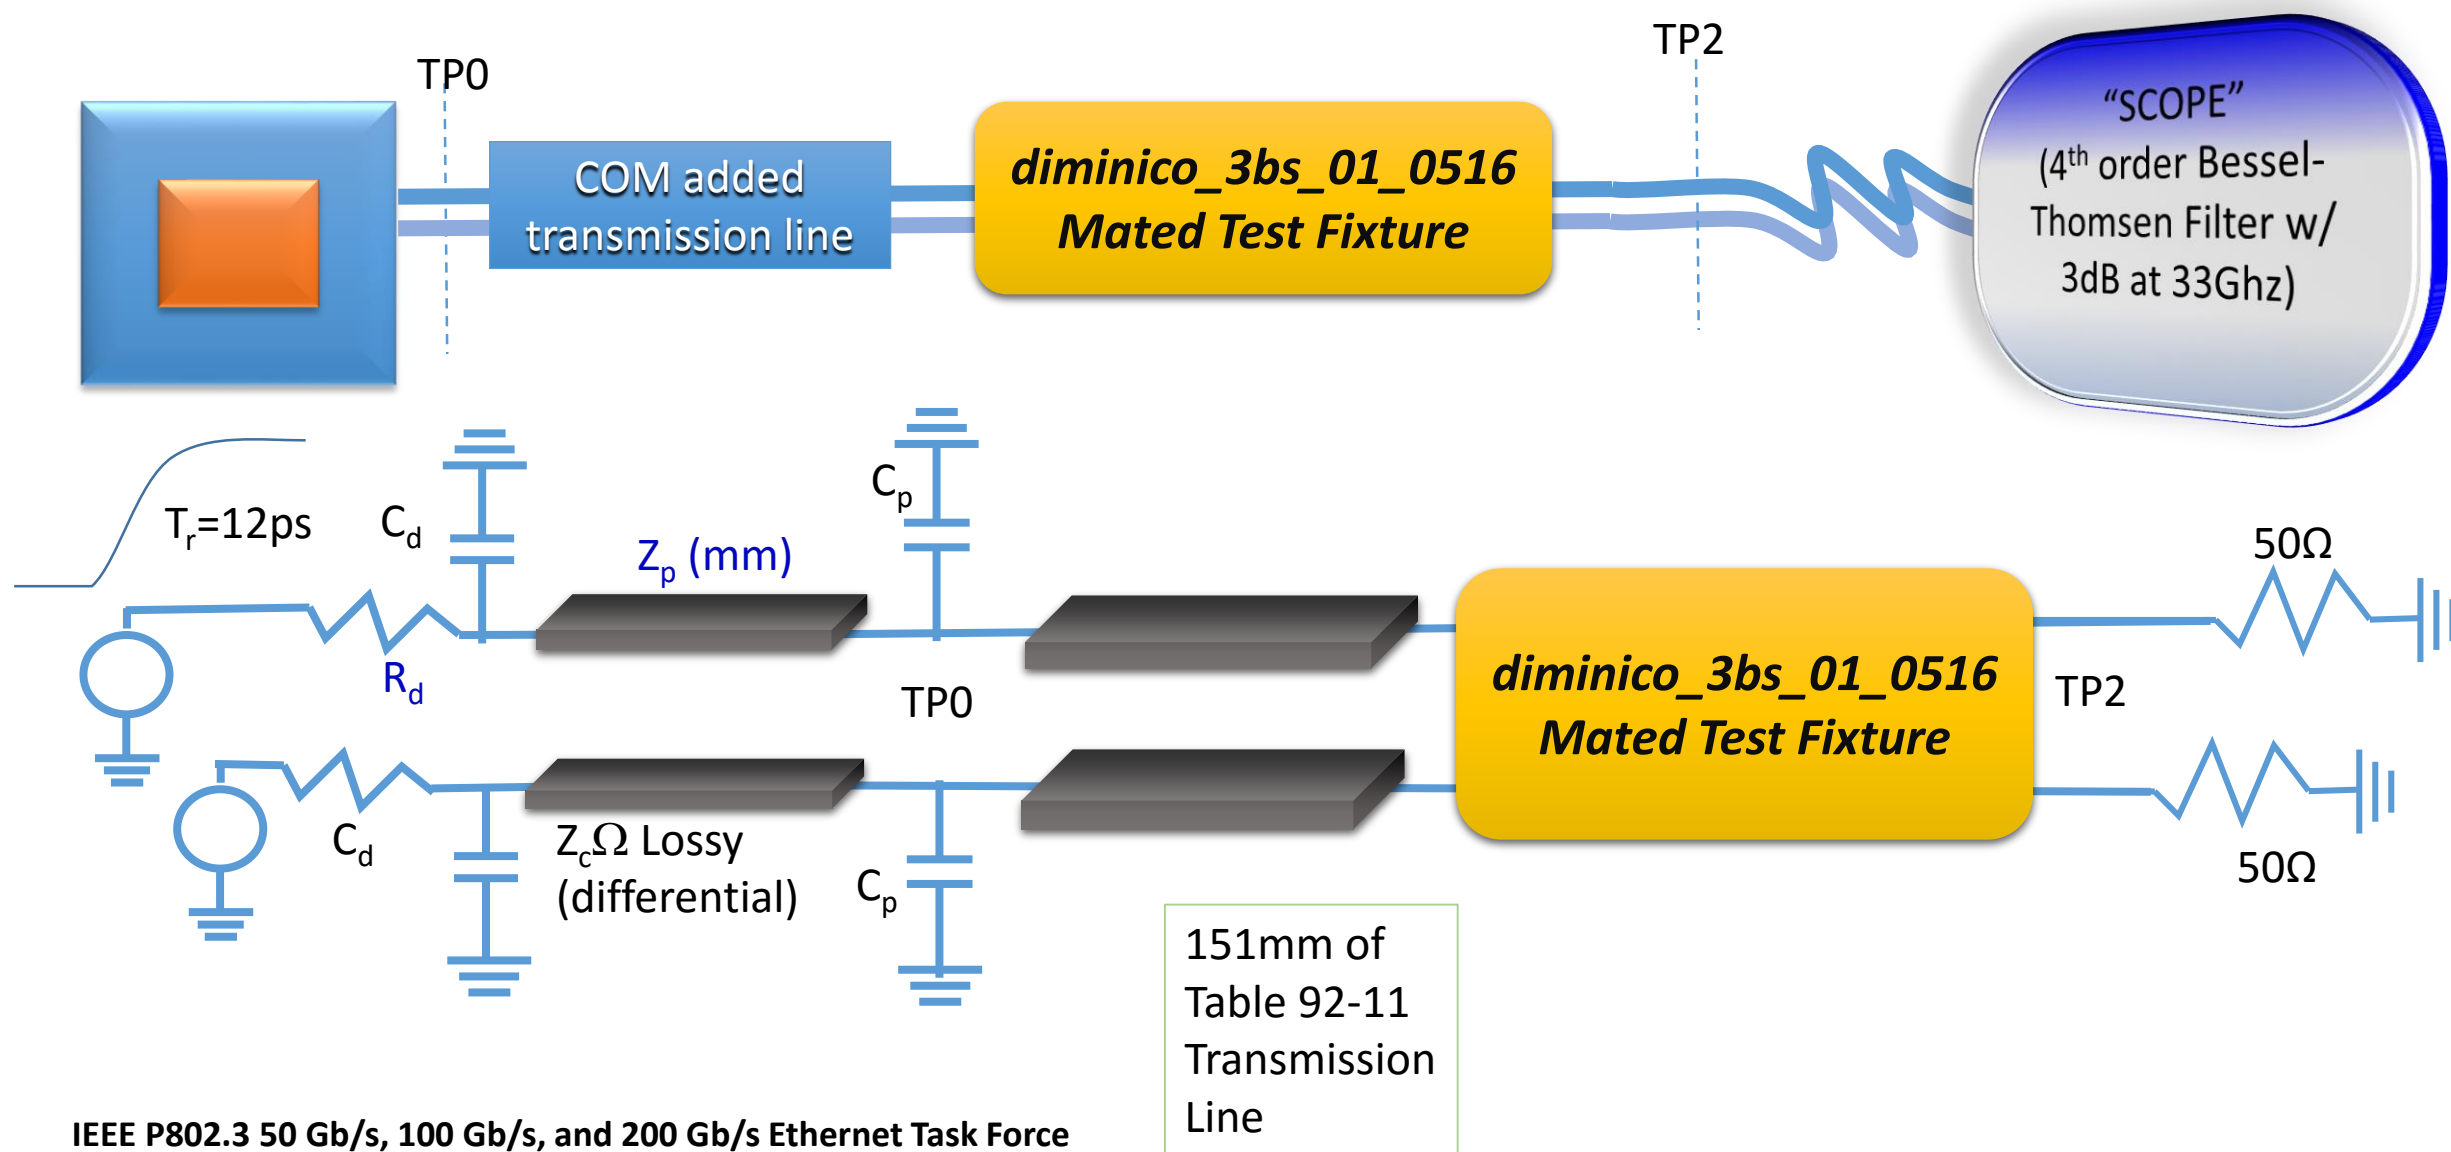 TP0
TP2
COM added
transmission line
diminico_3bs_01_0516
Mated Test Fixture
“SCOPE”
(4th order Bessel-
Thomsen Filter w/
3dB at 33Ghz)
Tr=12ps
Cd
Zp (mm)
Cp
50Ω
Rd
TP0
diminico_3bs_01_0516
Mated Test Fixture
TP2
Cd
ZcΩ Lossy
(differential)
Cp
50Ω
151mm of
Table 92-11
Transmission
Line
IEEE P802.3 50 Gb/s, 100 Gb/s, and 200 Gb/s Ethernet Task Force